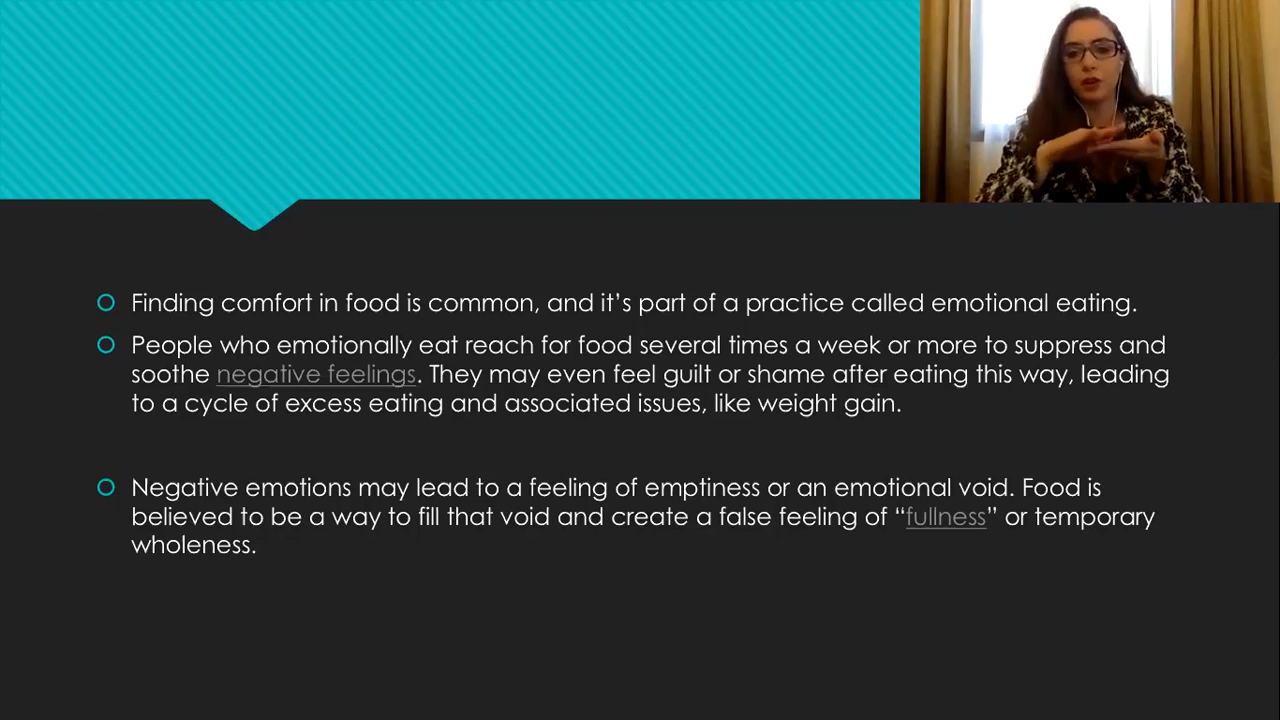 Finding comfort in food is common, and it’s part of a practice called emotional eating.
People who emotionally eat reach for food several times a week or more to suppress and
soothe negative feelings. They may even feel guilt or shame after eating this way, leading
to a cycle of excess eating and associated issues, like weight gain.
Negative emotions may lead to a feeling of emptiness or an emotional void. Food is
believed to be a way to fill that void and create a false feeling of “fullness” or temporary
wholeness.